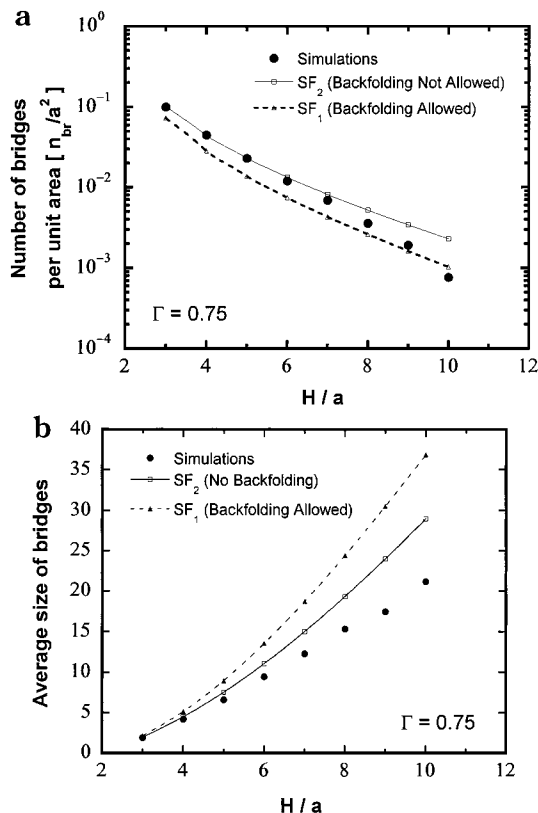 a
10^0
10^-1
10^-2
10^-3
10^-4
Number of bridges
per unit area [ n_br/a^2 ]
Simulations
SF_2 (Backfolding Not Allowed)
SF_1 (Backfolding Allowed)
Γ = 0.75
2 4 6 8 10 12
H / a
b
40
35
30
25
20
15
10
5
0
Average size of bridges
Simulations
SF_2 (No Backfolding)
SF_1 (Backfolding Allowed)
Γ = 0.75
2 4 6 8 10 12
H / a